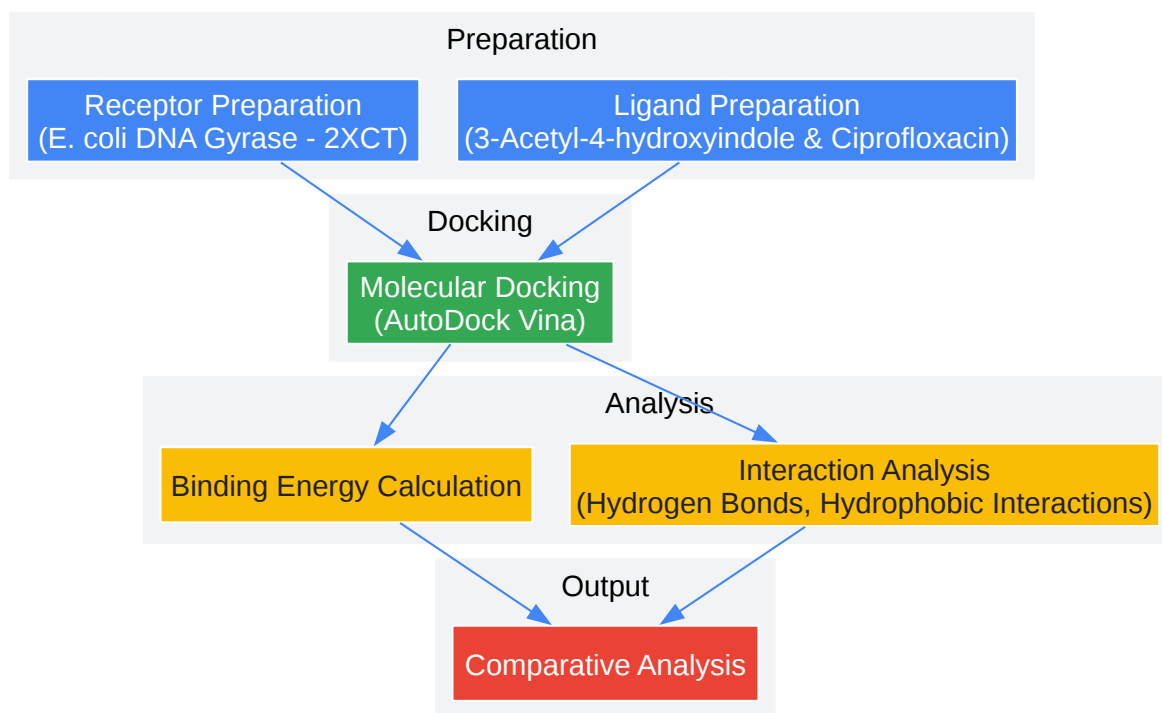 Preparation
Receptor Preparation
(E. coli DNA Gyrase - 2XCT)
Ligand Preparation
(3-Acetyl-4-hydroxyindole & Ciprofloxacin)
Docking
Molecular Docking
(AutoDock Vina)
Analysis
Binding Energy Calculation
Interaction Analysis
(Hydrogen Bonds, Hydrophobic Interactions)
Output
Comparative Analysis